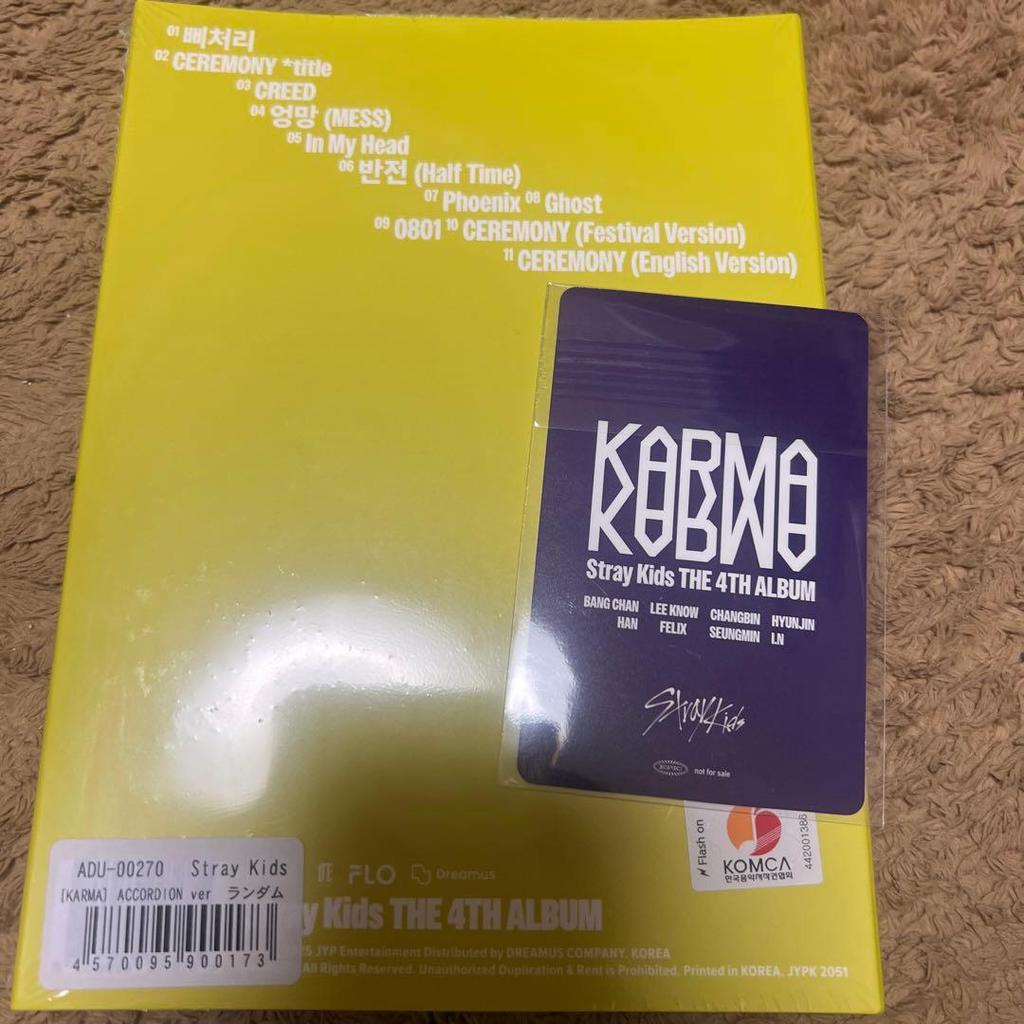 01 삐처리
02 CEREMONY *title
03 CREED
04 엉망 (MESS)
05 In My Head
06 반전 (Half Time)
07 Phoenix 08 Ghost
09 0801 10 CEREMONY (Festival Version)
11 CEREMONY (English Version)
KARMA
Stray Kids THE 4TH ALBUM
BANG CHAN LEE KNOW CHANGBIN HYUNJIN
HAN FELIX SEUNGMIN I.N
Stray Kids
not for sale
Flash on
KOMCA
한국음악저작권협회
442001386
ADU-00270 Stray Kids
[KARMA] ACCORDION ver ランダム
4570095900173
FLO Dreamus
Kids THE 4TH ALBUM
JYP Entertainment Distributed by DREAMUS COMPANY, KOREA
All Rights Reserved. Unauthorized Duplication & Rent is Prohibited. Printed in KOREA. JYPK 2051